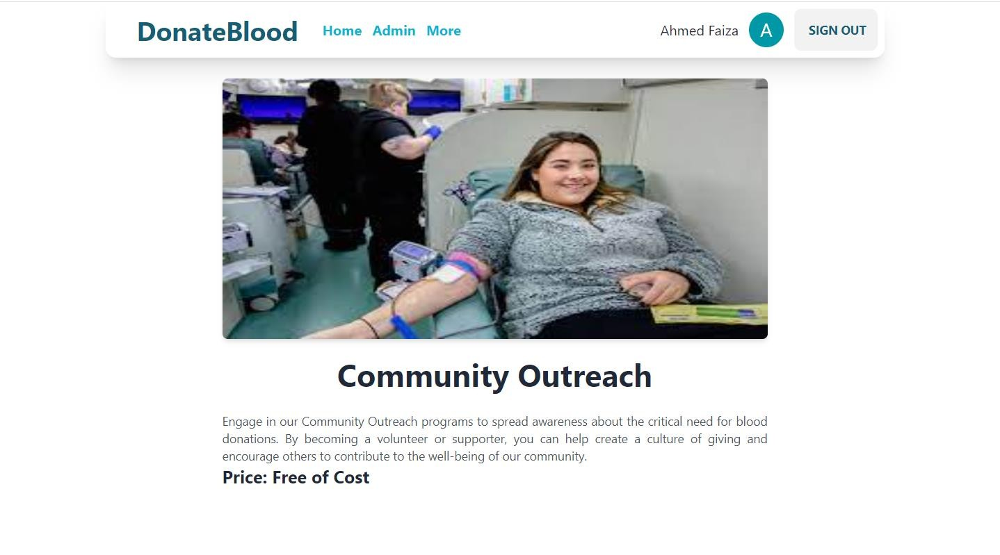 DonateBlood Home Admin More Ahmed Faiza A SIGN OUT
Community Outreach
Engage in our Community Outreach programs to spread awareness about the critical need for blood
donations. By becoming a volunteer or supporter, you can help create a culture of giving and
encourage others to contribute to the well-being of our community.
Price: Free of Cost